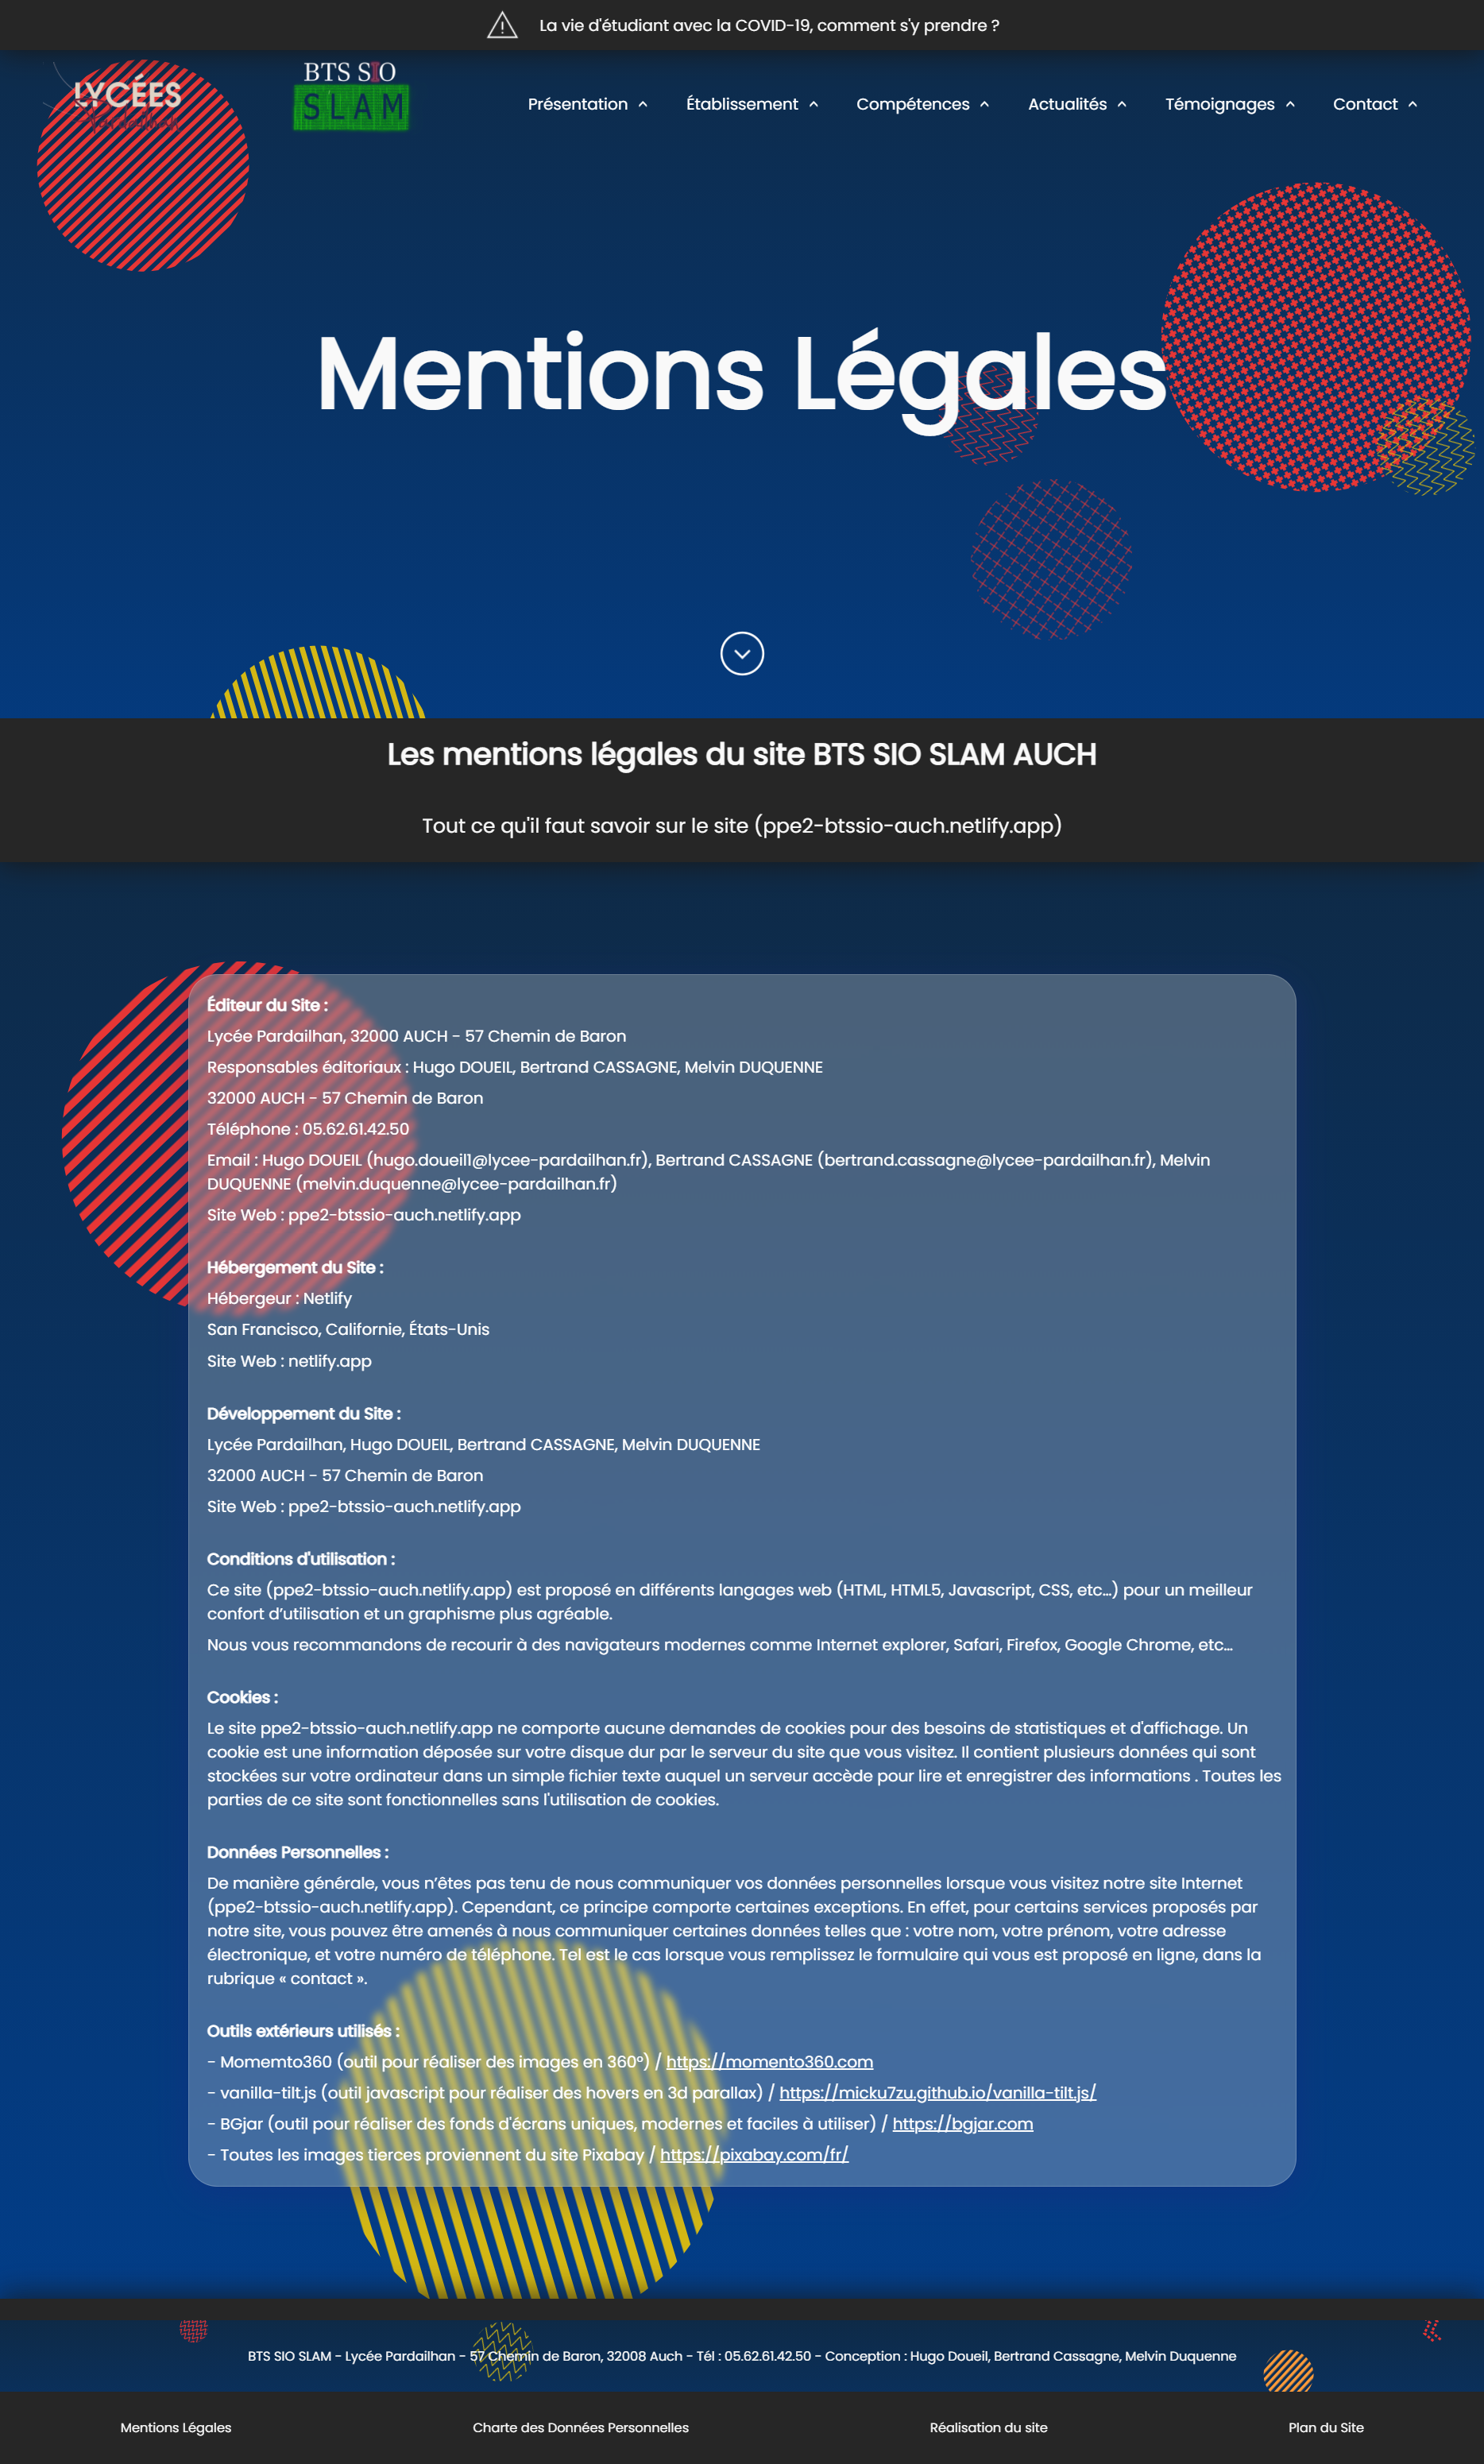 La vie d'étudiant avec la COVID-19, comment s'y prendre ?
LYCÉES
Pardailhan
BTS SIO
SLAM
Présentation
Établissement
Compétences
Actualités
Témoignages
Contact
Mentions Légales
Les mentions légales du site BTS SIO SLAM AUCH
Tout ce qu'il faut savoir sur le site (ppe2-btssio-auch.netlify.app)
Éditeur du Site :
Lycée Pardailhan, 32000 AUCH - 57 Chemin de Baron
Responsables éditoriaux : Hugo DOUEIL, Bertrand CASSAGNE, Melvin DUQUENNE
32000 AUCH - 57 Chemin de Baron
Téléphone : 05.62.61.42.50
Email : Hugo DOUEIL (hugo.doueil1@lycee-pardailhan.fr), Bertrand CASSAGNE (bertrand.cassagne@lycee-pardailhan.fr), Melvin
DUQUENNE (melvin.duquenne@lycee-pardailhan.fr)
Site Web : ppe2-btssio-auch.netlify.app
Hébergement du Site :
Hébergeur : Netlify
San Francisco, Californie, États-Unis
Site Web : netlify.app
Développement du Site :
Lycée Pardailhan, Hugo DOUEIL, Bertrand CASSAGNE, Melvin DUQUENNE
32000 AUCH - 57 Chemin de Baron
Site Web : ppe2-btssio-auch.netlify.app
Conditions d'utilisation :
Ce site (ppe2-btssio-auch.netlify.app) est proposé en différents langages web (HTML, HTML5, Javascript, CSS, etc…) pour un meilleur
confort d’utilisation et un graphisme plus agréable.
Nous vous recommandons de recourir à des navigateurs modernes comme Internet explorer, Safari, Firefox, Google Chrome, etc…
Cookies :
Le site ppe2-btssio-auch.netlify.app ne comporte aucune demandes de cookies pour des besoins de statistiques et d'affichage. Un
cookie est une information déposée sur votre disque dur par le serveur du site que vous visitez. Il contient plusieurs données qui sont
stockées sur votre ordinateur dans un simple fichier texte auquel un serveur accède pour lire et enregistrer des informations . Toutes les
parties de ce site sont fonctionnelles sans l'utilisation de cookies.
Données Personnelles :
De manière générale, vous n’êtes pas tenu de nous communiquer vos données personnelles lorsque vous visitez notre site Internet
(ppe2-btssio-auch.netlify.app). Cependant, ce principe comporte certaines exceptions. En effet, pour certains services proposés par
notre site, vous pouvez être amenés à nous communiquer certaines données telles que : votre nom, votre prénom, votre adresse
électronique, et votre numéro de téléphone. Tel est le cas lorsque vous remplissez le formulaire qui vous est proposé en ligne, dans la
rubrique « contact ».
Outils extérieurs utilisés :
- Momemto360 (outil pour réaliser des images en 360°) / https://momento360.com
- vanilla-tilt.js (outil javascript pour réaliser des hovers en 3d parallax) / https://micku7zu.github.io/vanilla-tilt.js/
- BGjar (outil pour réaliser des fonds d'écrans uniques, modernes et faciles à utiliser) / https://bgjar.com
- Toutes les images tierces proviennent du site Pixabay / https://pixabay.com/fr/
BTS SIO SLAM - Lycée Pardailhan - 57 Chemin de Baron, 32008 Auch - Tél : 05.62.61.42.50 - Conception : Hugo Doueil, Bertrand Cassagne, Melvin Duquenne
Mentions Légales
Charte des Données Personnelles
Réalisation du site
Plan du Site